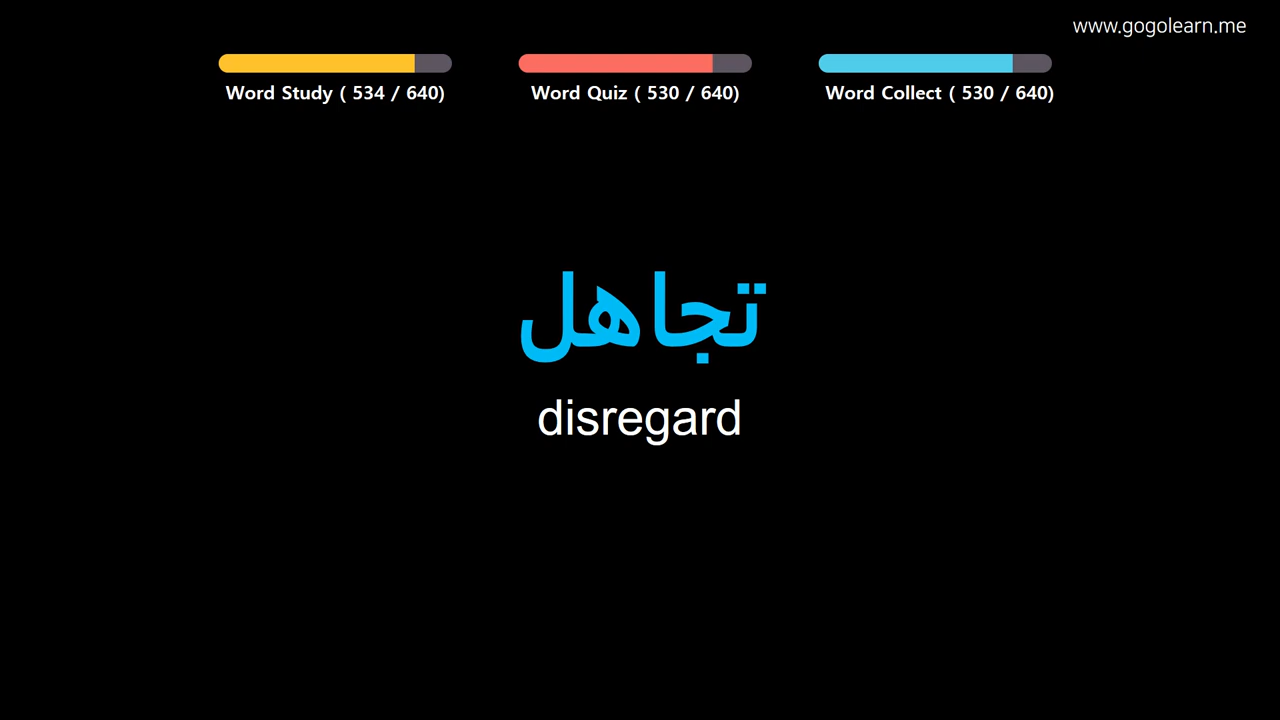 www.gogolearn.me
Word Study ( 534 / 640)
Word Quiz ( 530 / 640)
Word Collect ( 530 / 640)
تجاهل
disregard